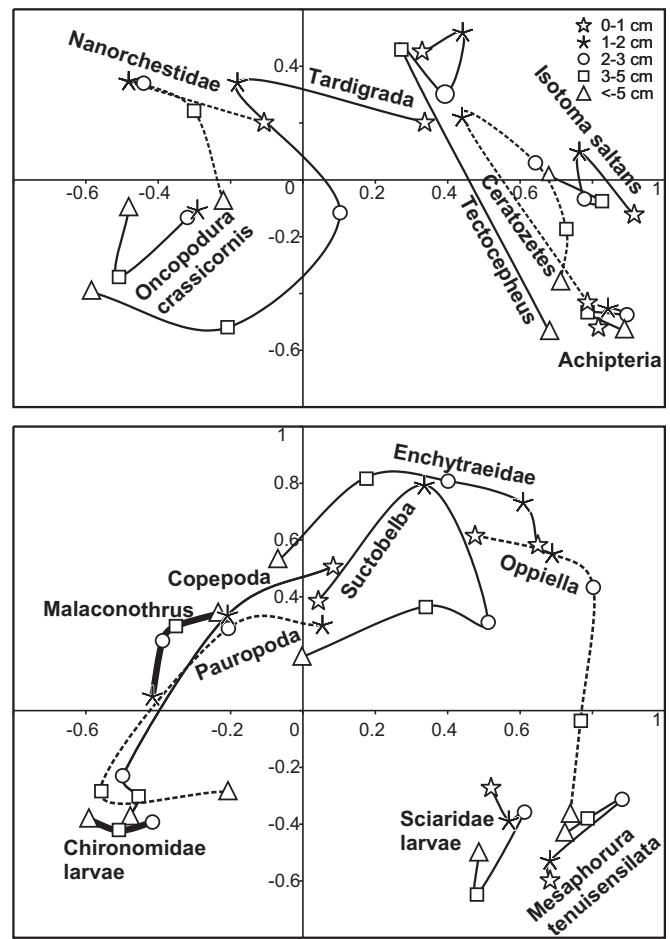 0-1 cm
1-2 cm
2-3 cm
3-5 cm
<-5 cm
Nanorchestidae
Tardigrada
Isotoma saltans
0.4
-0.6
-0.4
-0.2
0
0.2
0.4
0.6
0.8
1
Ceratozetes
Tectocepheus
Oncopodura
crassicornis
-0.2
-0.6
Achipteria
1
Enchytraeidae
0.8
0.6
Suctobelba
Oppiella
Copepoda
0.4
Malaconothrus
Pauropoda
-0.6
-0.2
0
0.2
0.4
0.6
1
-0.2
-0.4
-0.6
Sciaridae
larvae
Chironomidae
larvae
Mesaphorura
tenuisensilata